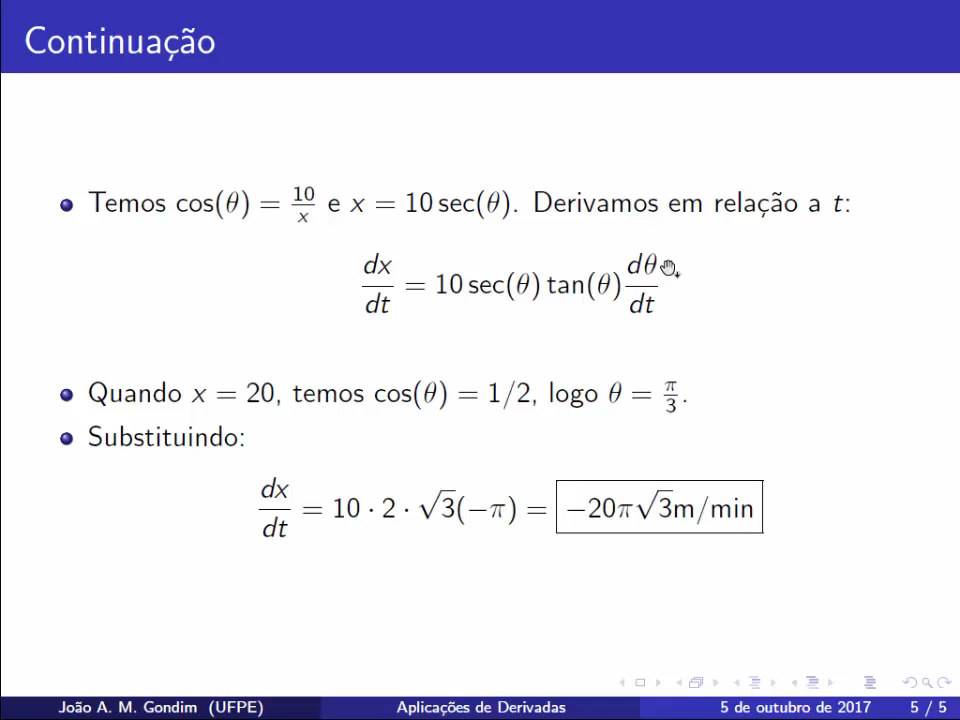 Continuação
Temos cos(θ) = 10/x e x = 10 sec(θ). Derivamos em relação a t:
dx/dt = 10 sec(θ) tan(θ) dθ/dt
Quando x = 20, temos cos(θ) = 1/2, logo θ = π/3.
Substituindo:
dx/dt = 10 · 2 · √3(−π) = −20π√3m/min
João A. M. Gondim (UFPE) Aplicações de Derivadas 5 de outubro de 2017 5 / 5